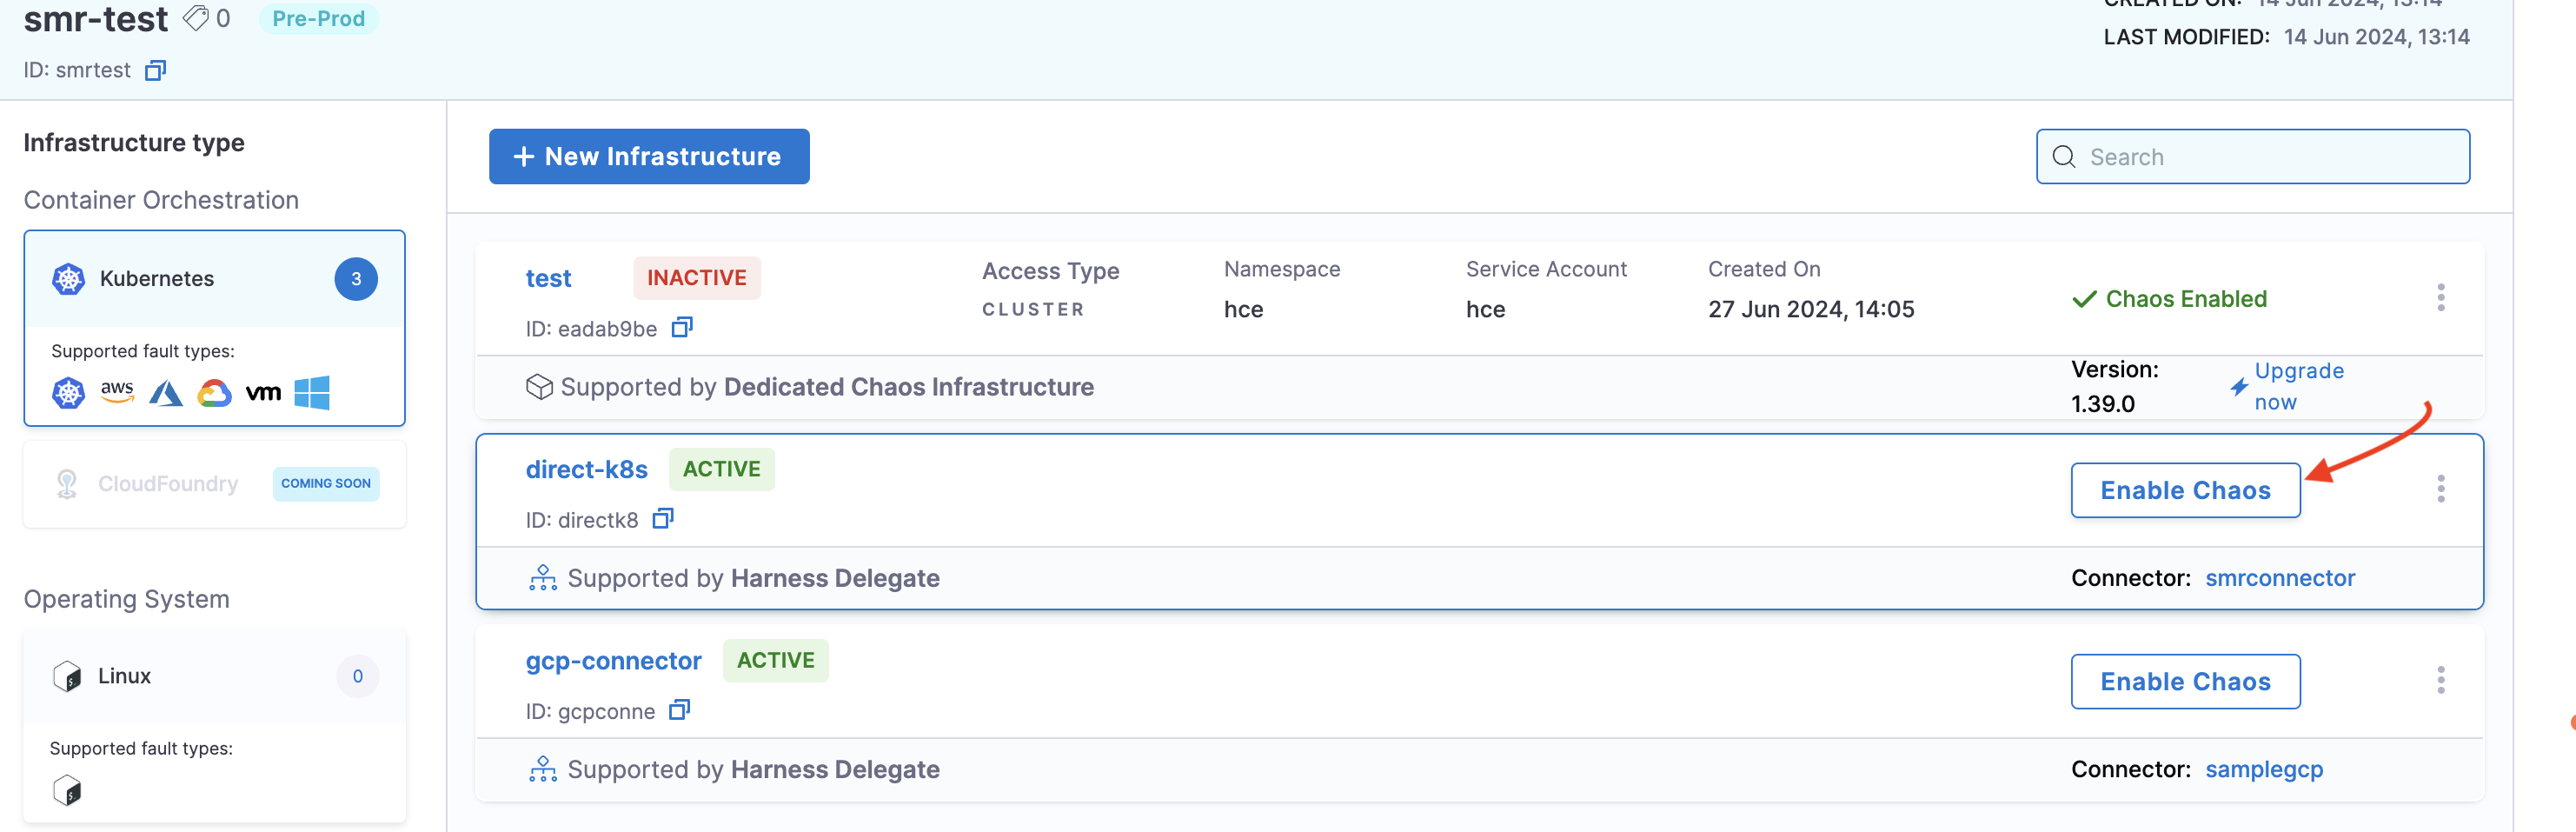 smr-test 0 Pre-Prod
ID: smrtest
CREATED ON: 14 Jun 2024, 13:14
LAST MODIFIED: 14 Jun 2024, 13:14
Infrastructure type
Container Orchestration
Kubernetes 3
Supported fault types:
aws vm
CloudFoundry COMING SOON
Operating System
Linux 0
Supported fault types:
$
+ New Infrastructure
Search
test INACTIVE
ID: eadab9be
Access Type
CLUSTER
Namespace
hce
Service Account
hce
Created On
27 Jun 2024, 14:05
Chaos Enabled
Supported by Dedicated Chaos Infrastructure
Version:
1.39.0
Upgrade
now
direct-k8s ACTIVE
ID: directk8
Enable Chaos
Supported by Harness Delegate
Connector: smrconnector
gcp-connector ACTIVE
ID: gcpconne
Enable Chaos
Supported by Harness Delegate
Connector: samplegcp